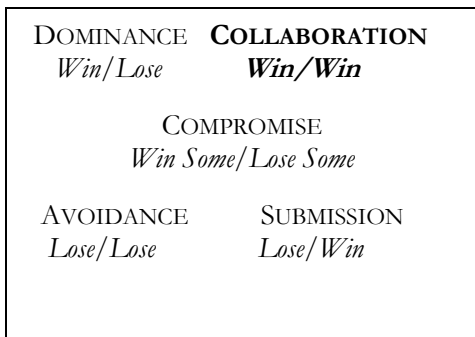 DOMINANCE COLLABORATION
Win/Lose Win/Win
COMPROMISE
Win Some/Lose Some
AVOIDANCE SUBMISSION
Lose/Lose Lose/Win